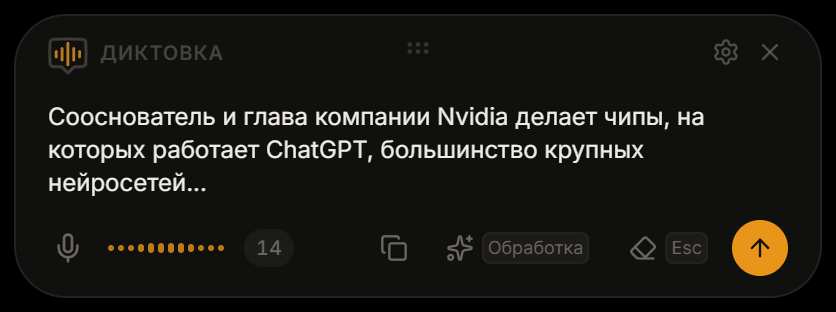 ДИКТОВКА
Сооснователь и глава компании Nvidia делает чипы, на
которых работает ChatGPT, большинство крупных
нейросетей...
14 Обработка Esc